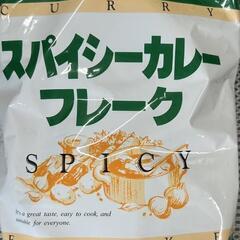 CURRY
スパイシーカレー
フレーク
SPICY
It's a great taste, easy to cook, and
suitable for everyone.